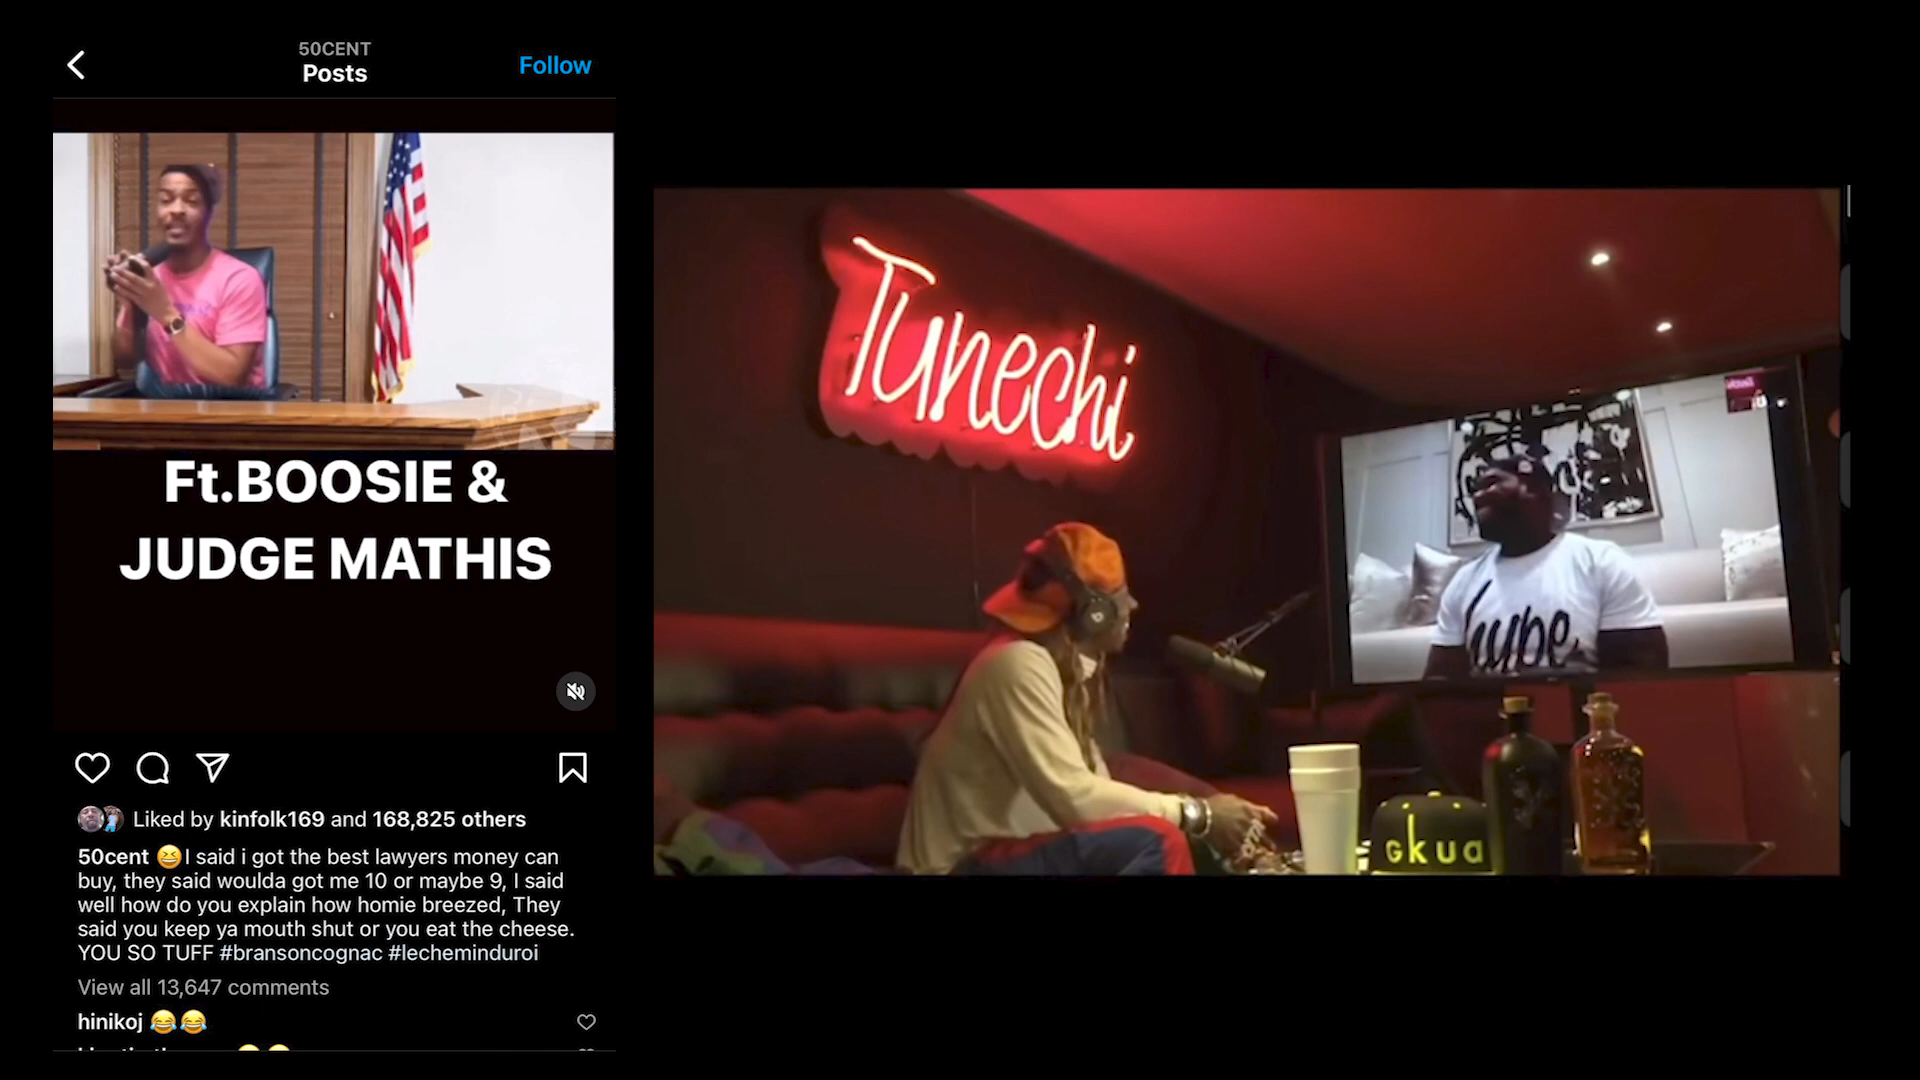 50CENT
Posts
Follow
Ft.BOOSIE &
JUDGE MATHIS
Liked by kinfolk169 and 168,825 others
50cent 😆I said i got the best lawyers money can
buy, they said woulda got me 10 or maybe 9, I said
well how do you explain how homie breezed, They
said you keep ya mouth shut or you eat the cheese.
YOU SO TUFF #bransoncognac #lecheminduroi
View all 13,647 comments
hinikoj 😂😂
Tunechi
hype
gkua